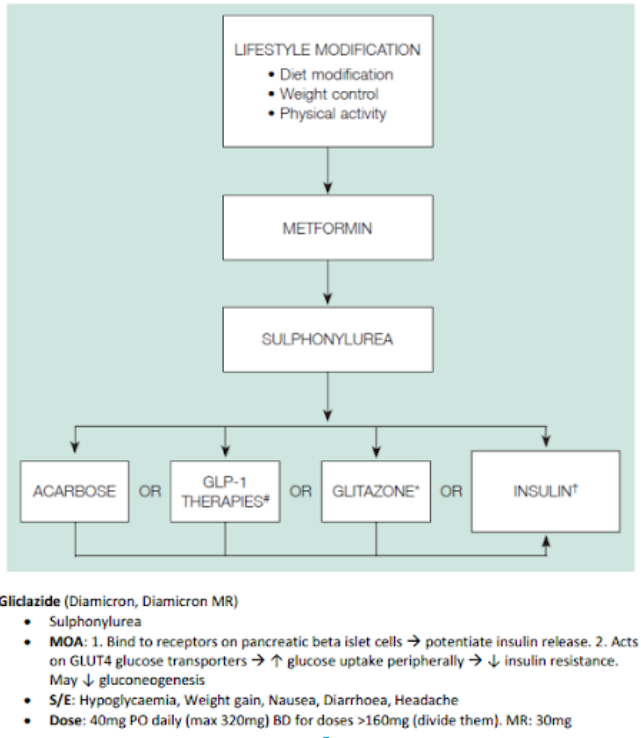 LIFESTYLE MODIFICATION
• Diet modification
• Weight control
• Physical activity
METFORMIN
SULPHONYLUREA
ACARBOSE OR GLP-1 THERAPIES# OR GLITAZONE* OR INSULIN†
Gliclazide (Diamicron, Diamicron MR)
• Sulphonylurea
• MOA: 1. Bind to receptors on pancreatic beta islet cells → potentiate insulin release. 2. Acts
on GLUT4 glucose transporters → ↑ glucose uptake peripherally → ↓ insulin resistance.
May ↓ gluconeogenesis
• S/E: Hypoglycaemia, Weight gain, Nausea, Diarrhoea, Headache
• Dose: 40mg PO daily (max 320mg) BD for doses >160mg (divide them). MR: 30mg